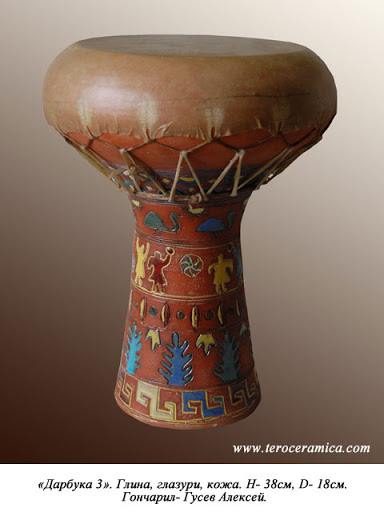 www.teroceramica.com
«Дарбука 3». Глина, глазури, кожа. H- 38см, D- 18см.
Гончарил- Гусев Алексей.